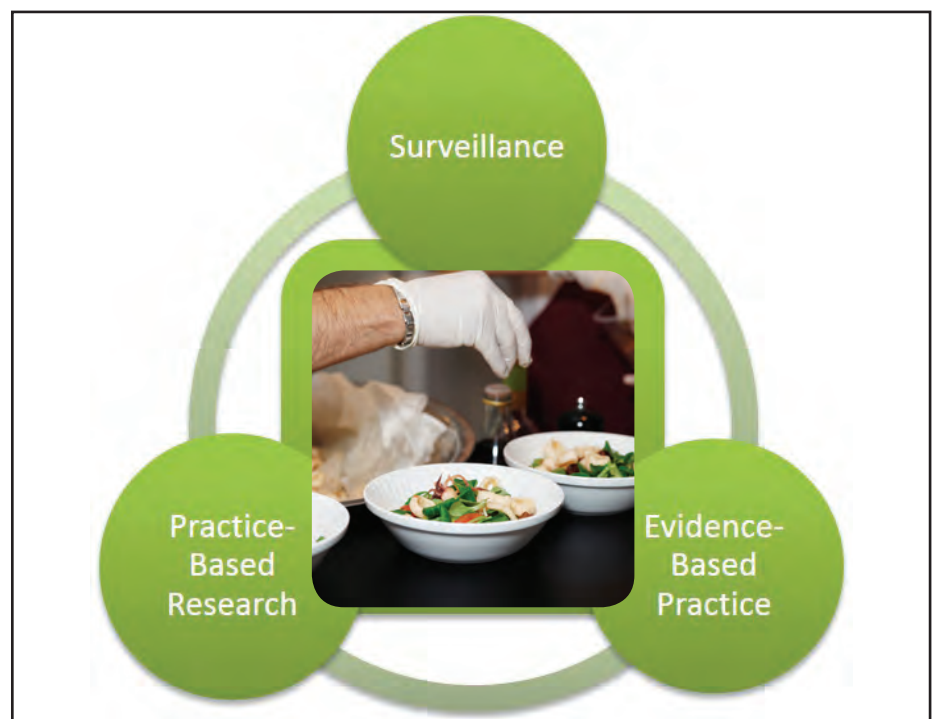 Surveillance
Practice-
Based
Research
Evidence-
Based
Practice